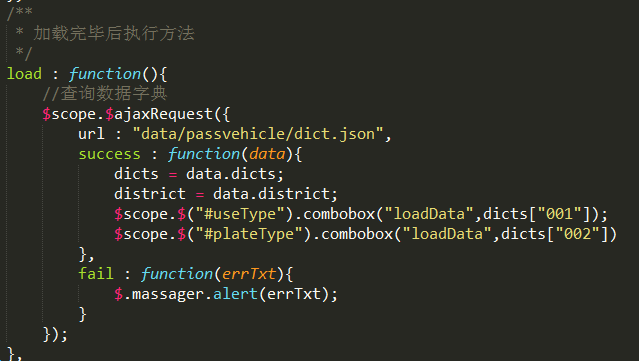 /**
* 加载完毕后执行方法
*/
load : function(){
//查询数据字典
$scope.$ajaxRequest({
url : "data/passvehicle/dict.json",
success : function(data){
dicts = data.dicts;
district = data.district;
$scope.$("#useType").combobox("loadData",dicts["001"]);
$scope.$("#plateType").combobox("loadData",dicts["002"])
},
fail : function(errTxt){
$.massager.alert(errTxt);
}
});
},